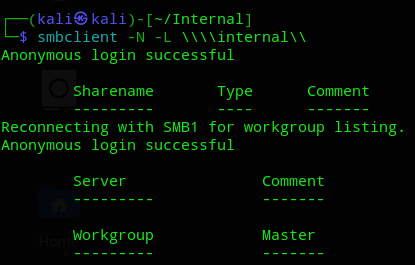 ┌──(kali㉿kali)-[~/Internal]
└─$ smbclient -N -L \\\\internal\\
Anonymous login successful
Sharename Type Comment
--------- ---- -------
Reconnecting with SMB1 for workgroup listing.
Anonymous login successful
Server Comment
--------- -------
Workgroup Master
--------- -------
Home